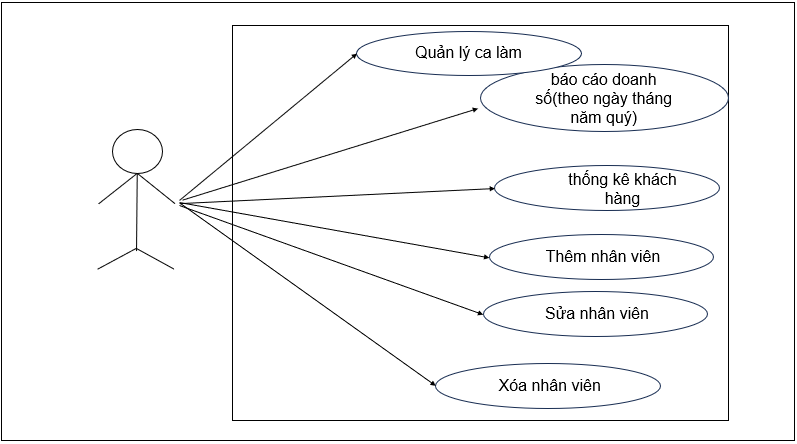 Quản lý ca làm
báo cáo doanh
số(theo ngày tháng
năm quý)
thống kê khách
hàng
Thêm nhân viên
Sửa nhân viên
Xóa nhân viên